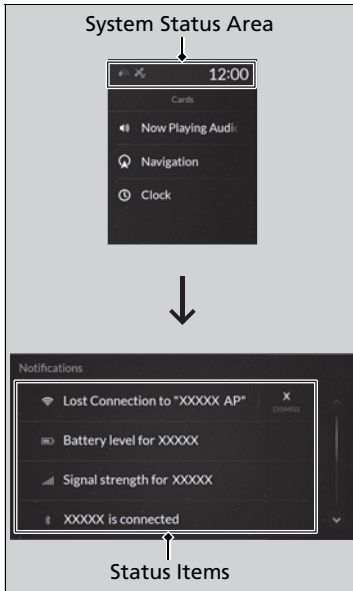 System Status Area
12:00
Cards
Now Playing Audio
Navigation
Clock
Notifications
Lost Connection to "XXXXX AP"
X
DISMISS
Battery level for XXXXX
Signal strength for XXXXX
XXXXX is connected
Status Items